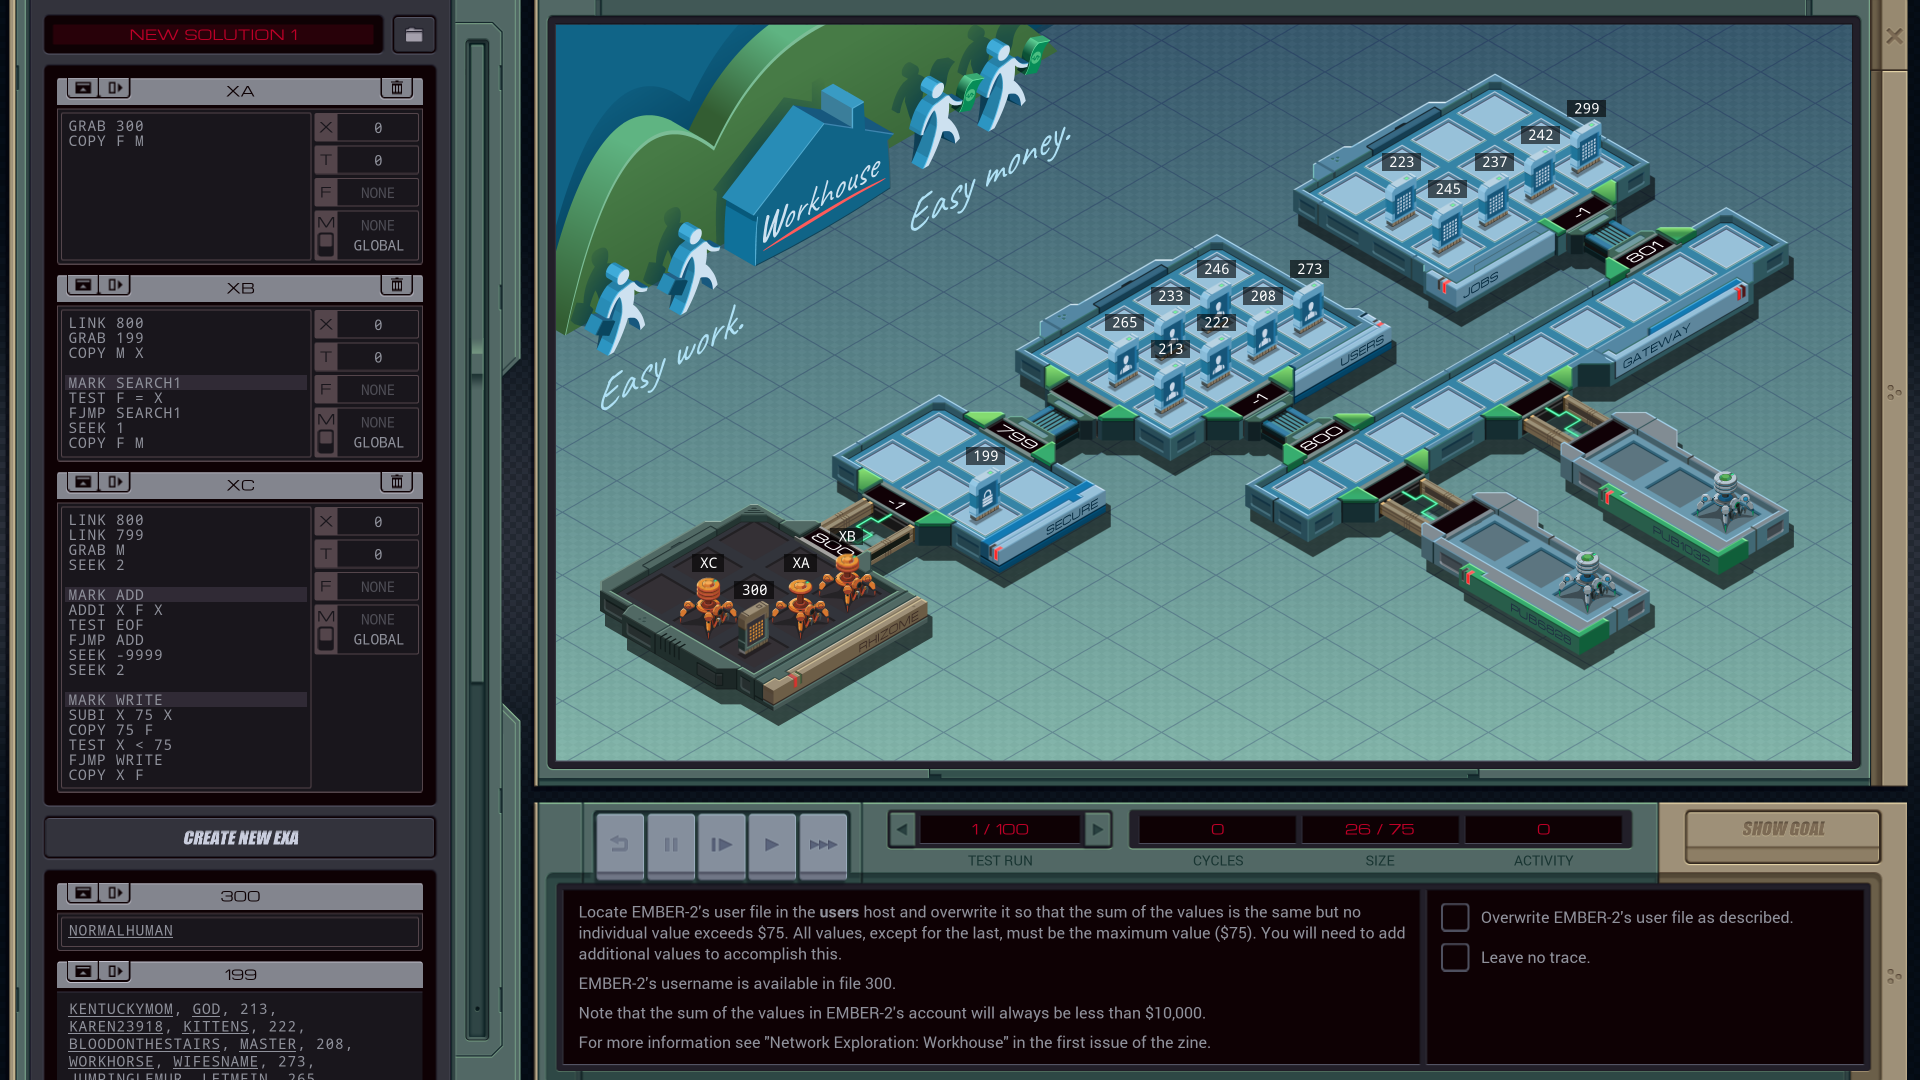 NEW SOLUTION 1
XA
GRAB 300
COPY F M
X 0
T 0
F NONE
M NONE
GLOBAL
XB
LINK 800
GRAB 199
COPY M X
MARK SEARCH1
TEST F = X
FJMP SEARCH1
SEEK 1
COPY F M
X 0
T 0
F NONE
M NONE
GLOBAL
XC
LINK 800
LINK 799
GRAB M
SEEK 2
MARK ADD
ADDI X F X
TEST EOF
FJMP ADD
SEEK -9999
SEEK 2
MARK WRITE
SUBI X 75 X
COPY 75 F
TEST X < 75
FJMP WRITE
COPY X F
X 0
T 0
F NONE
M NONE
GLOBAL
CREATE NEW EXA
300
NORMALHUMAN
199
KENTUCKYMOM, GOD, 213,
KAREN23918, KITTENS, 222,
BLOODONTHESTAIRS, MASTER, 208,
WORKHORSE, WIFESNAME, 273,
JUMPINGLEMUR, LETMEIN, 265
Workhouse
Easy money.
Easy work.
299
242
223
237
245
-1
801
JOBS
GATEWAY
246
273
233
208
265
222
213
USERS
-1
800
799
199
-1
SECURE
800
XB
XC
XA
300
RHIZOME
1 / 100
TEST RUN
0
CYCLES
26 / 75
SIZE
0
ACTIVITY
SHOW GOAL
Locate EMBER-2's user file in the users host and overwrite it so that the sum of the values is the same but no
individual value exceeds $75. All values, except for the last, must be the maximum value ($75). You will need to add
additional values to accomplish this.
EMBER-2's username is available in file 300.
Note that the sum of the values in EMBER-2's account will always be less than $10,000.
For more information see "Network Exploration: Workhouse" in the first issue of the zine.
Overwrite EMBER-2's user file as described.
Leave no trace.